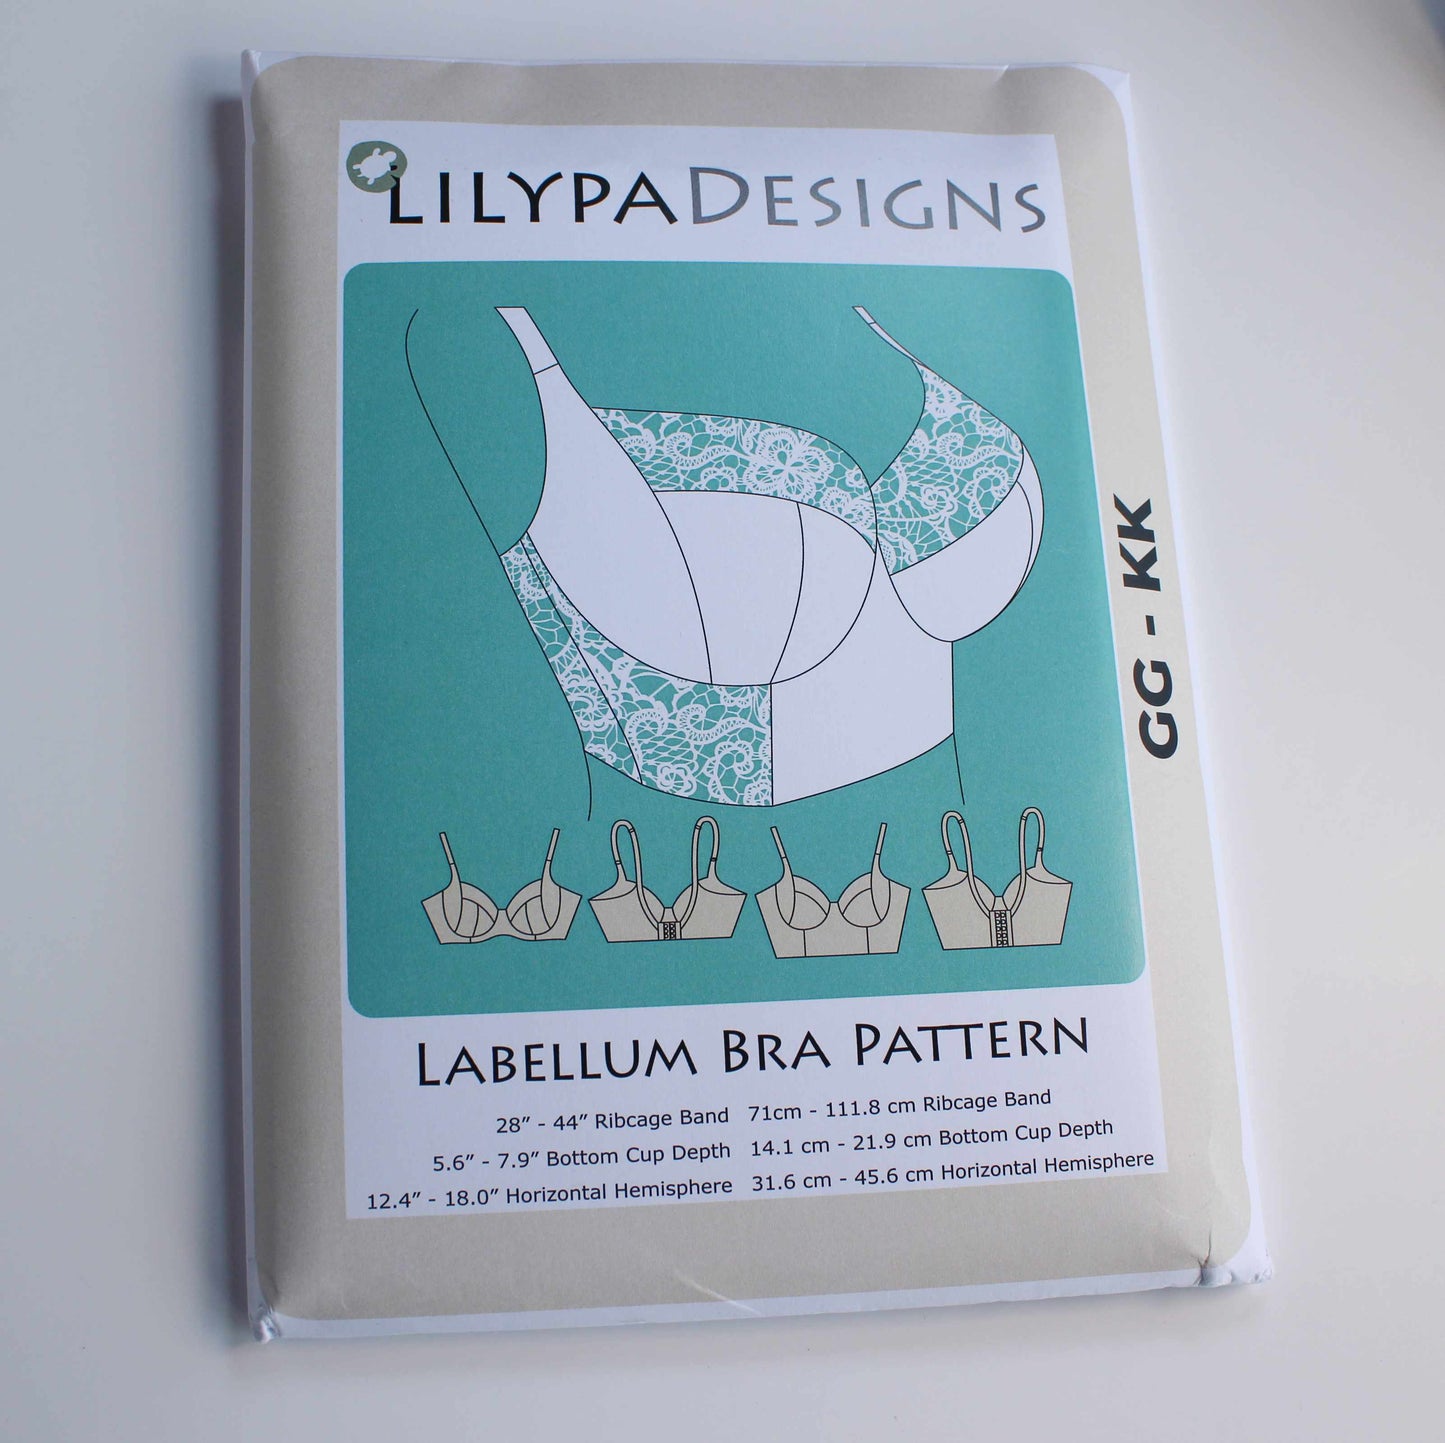 LILYPADESIGNS
GG - KK
LABELLUM BRA PATTERN
28” - 44” Ribcage Band 71cm - 111.8 cm Ribcage Band
5.6” - 7.9” Bottom Cup Depth 14.1 cm - 21.9 cm Bottom Cup Depth
12.4” - 18.0” Horizontal Hemisphere 31.6 cm - 45.6 cm Horizontal Hemisphere